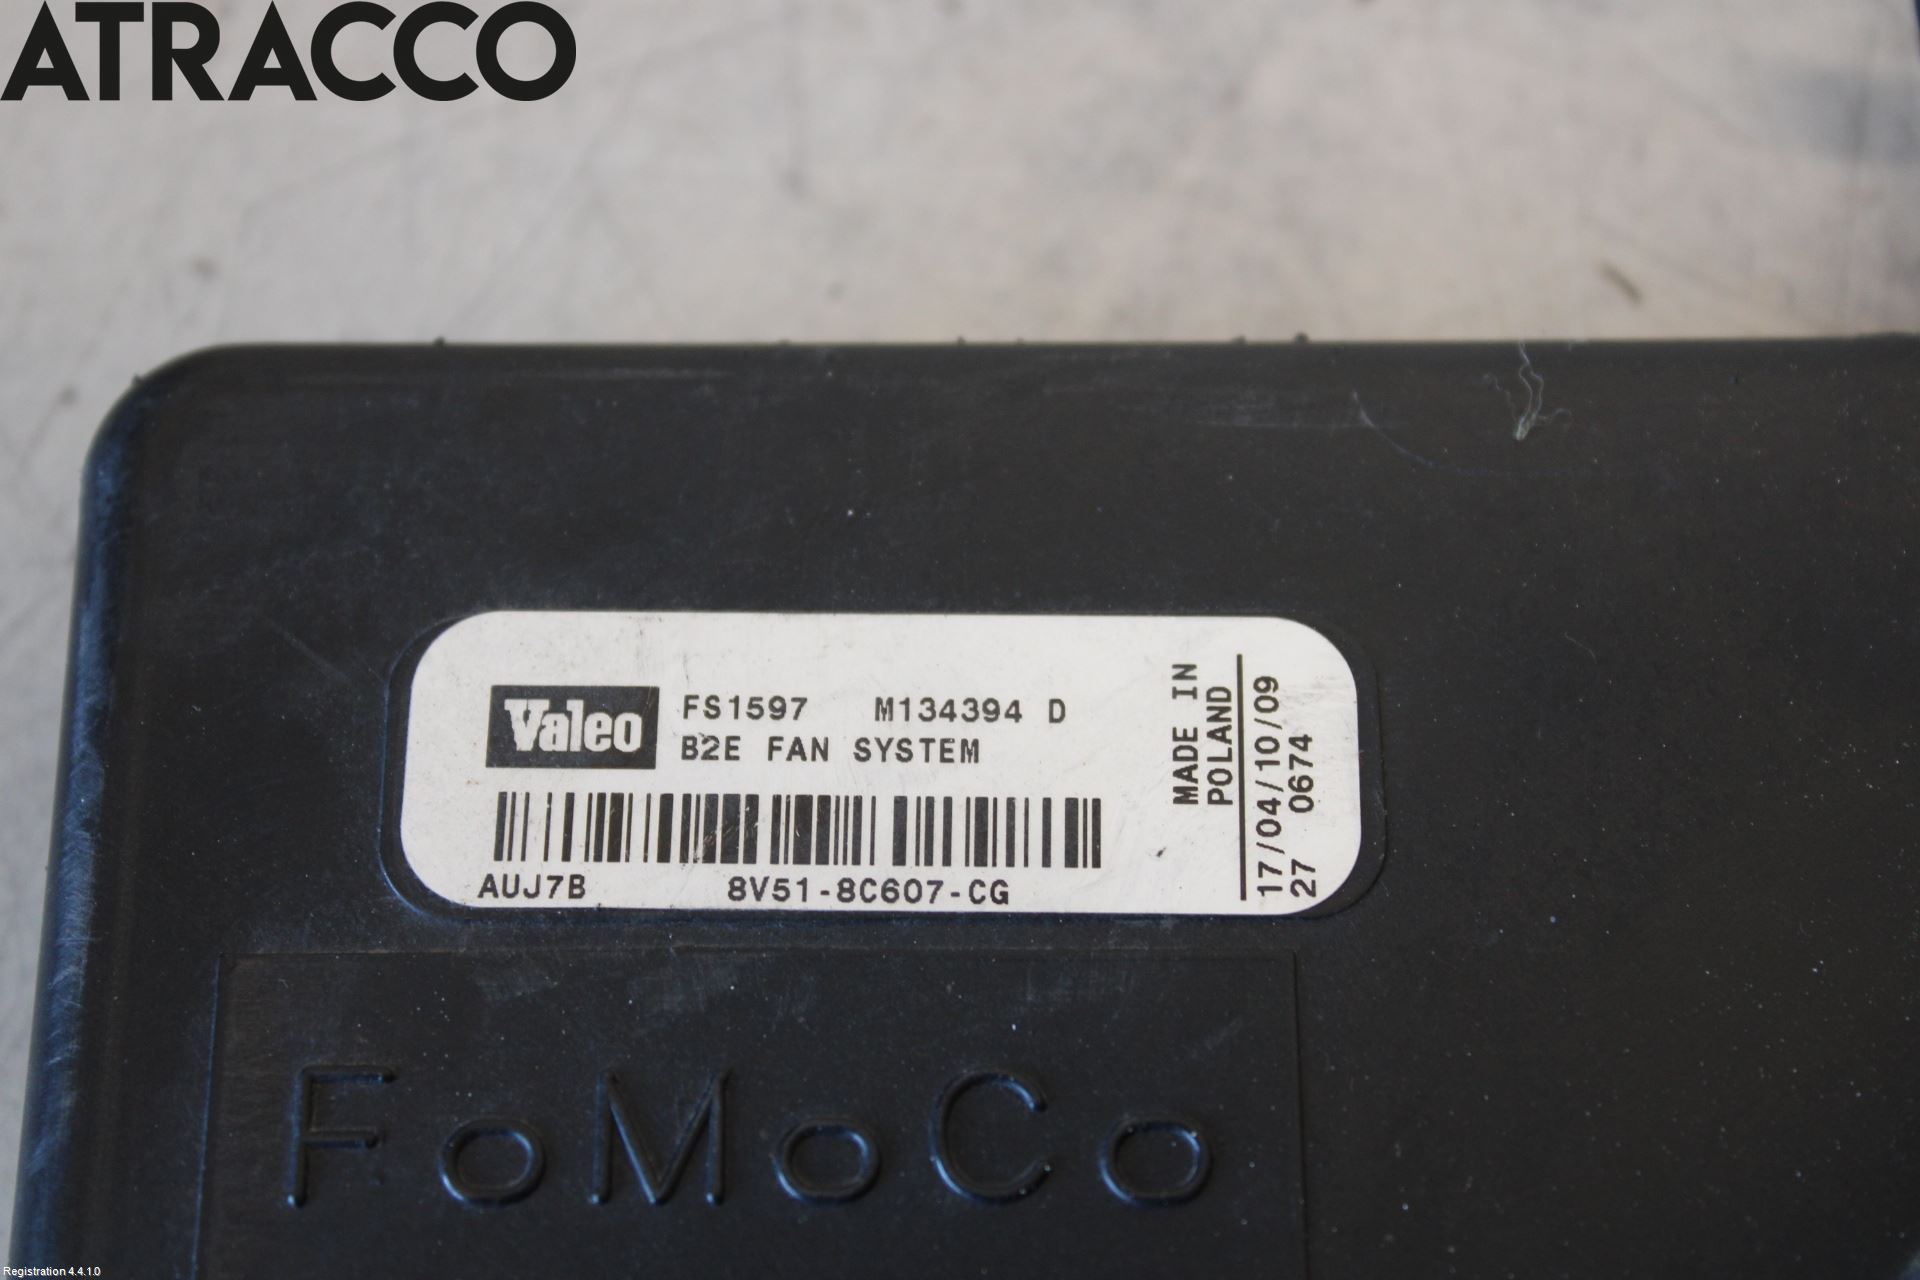 ATRACCO
Valeo
FS1597 M134394 D
B2E FAN SYSTEM
AUJ7B 8V51-8C607-CG
MADE IN
POLAND
17/04/10/09
27 0674
FoMoCo
Registration 4.4.1.0